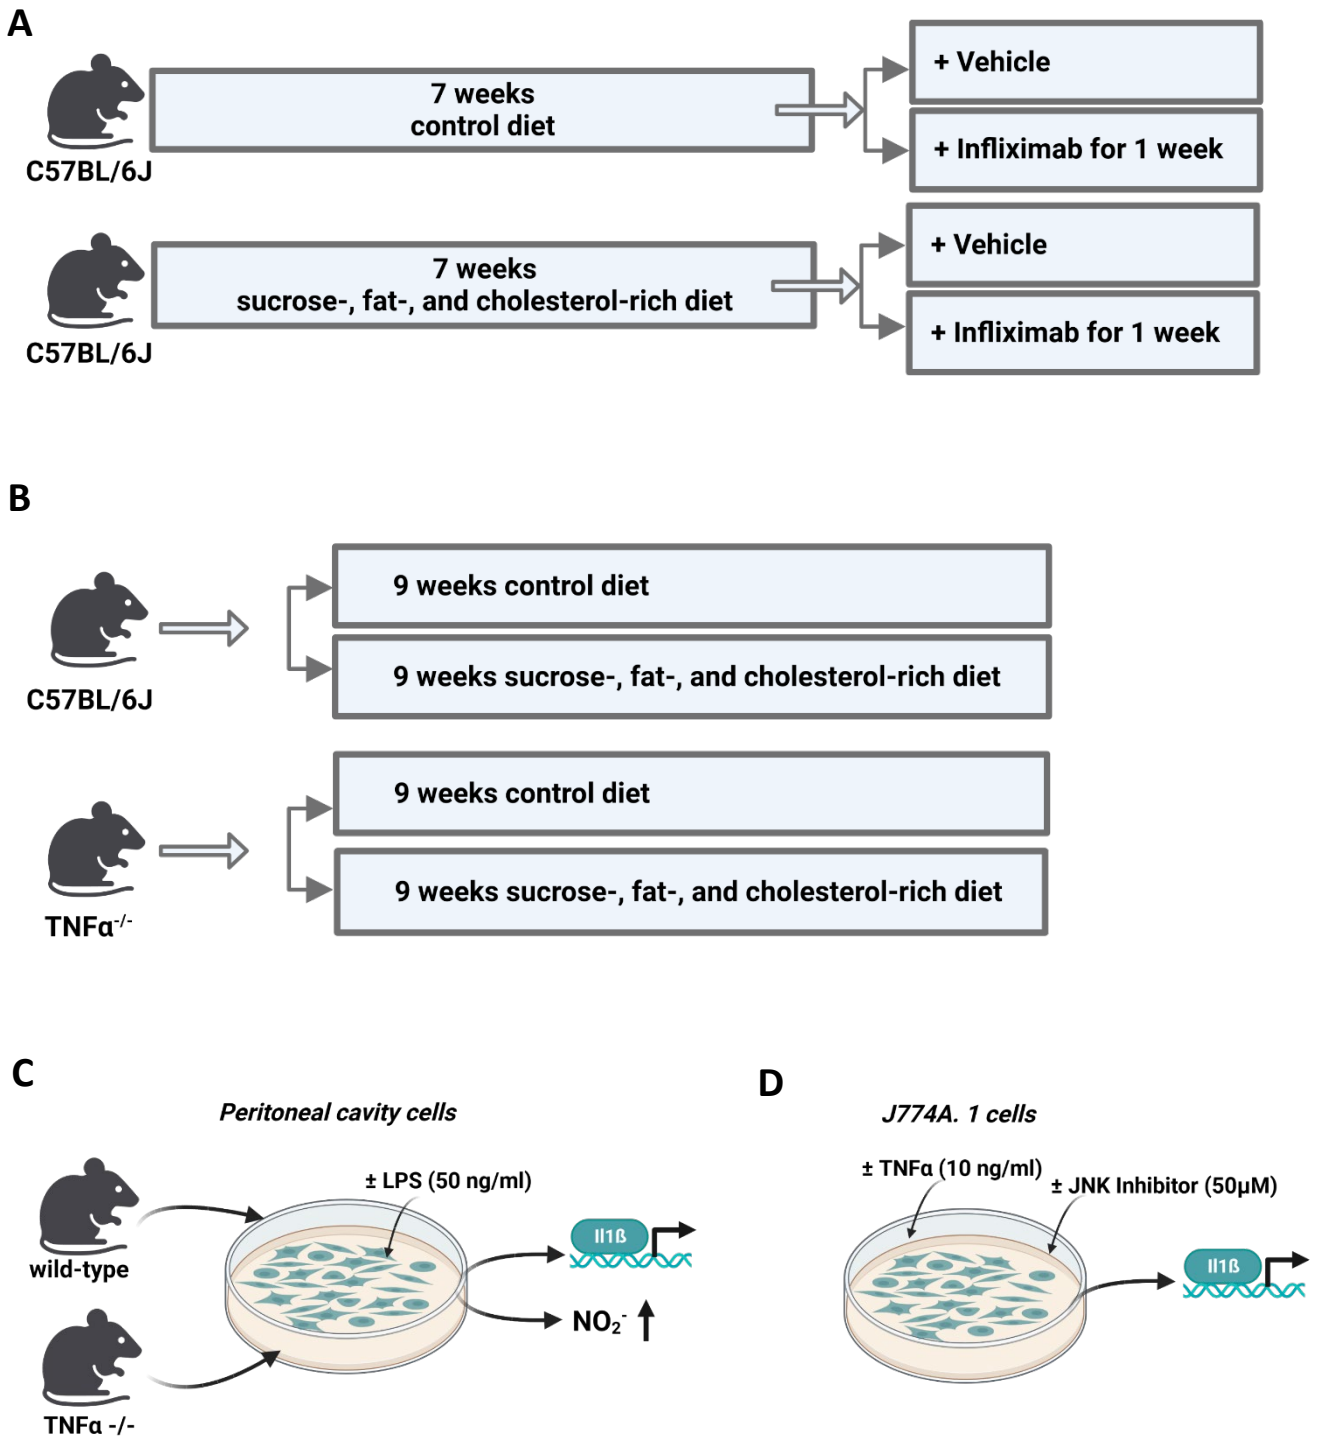 A
7 weeks
control diet
+ Vehicle
+ Infliximab for 1 week
C57BL/6J
7 weeks
sucrose-, fat-, and cholesterol-rich diet
+ Vehicle
+ Infliximab for 1 week
C57BL/6J
B
9 weeks control diet
9 weeks sucrose-, fat-, and cholesterol-rich diet
C57BL/6J
9 weeks control diet
9 weeks sucrose-, fat-, and cholesterol-rich diet
TNFɑ⁻/⁻
C
Peritoneal cavity cells
± LPS (50 ng/ml)
wild-type
Il1ß
NO₂⁻
TNFɑ -/-
D
J774A. 1 cells
± TNFɑ (10 ng/ml)
± JNK Inhibitor (50µM)
Il1ß